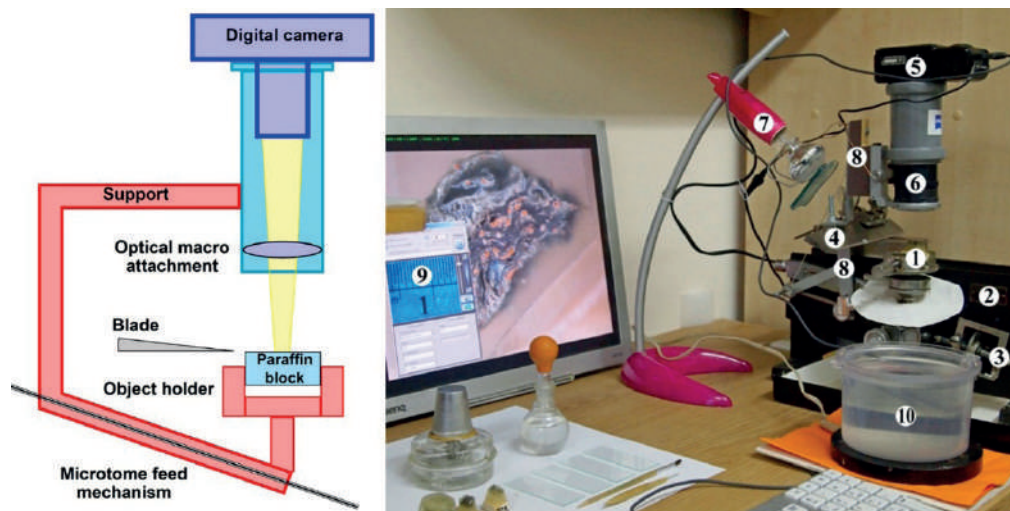 Digital camera
Support
Optical macro
attachment
Blade
Paraffin
block
Object holder
Microtome feed
mechanism
5
7
8
6
4
1
9
8
2
3
10
BenQ